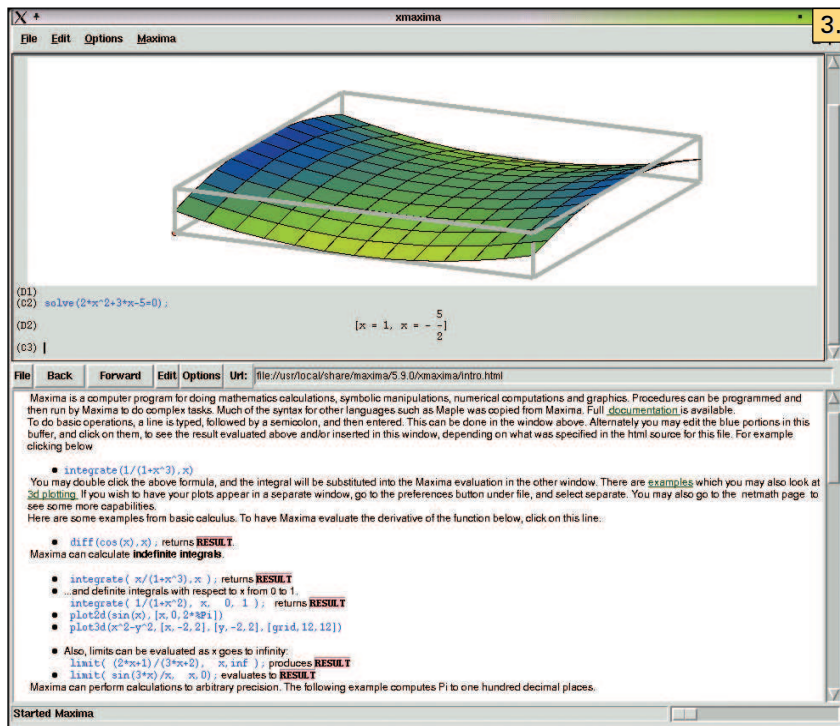 xmaxima
3.
File Edit Options Maxima
(D1)
(C2) solve(2*x^2+3*x-5=0);
5
(D2) [x = 1, x = - -]
2
(C3)
File Back Forward Edit Options Url: file://usr/local/share/maxima/5.9.0/xmaxima/intro.html
Maxima is a computer program for doing mathematics calculations, symbolic manipulations, numerical computations and graphics. Procedures can be programmed and
then run by Maxima to do complex tasks. Much of the syntax for other languages such as Maple was copied from Maxima. Full documentation is available.
To do basic operations, a line is typed, followed by a semicolon, and then entered. This can be done in the window above. Alternately you may edit the blue portions in this
buffer, and click on them, to see the result evaluated above and/or inserted in this window, depending on what was specified in the html source for this file. For example
clicking below
• integrate(1/(1+x^3),x)
You may double click the above formula, and the integral will be substituted into the Maxima evaluation in the other window. There are examples which you may also look at
3d plotting. If you wish to have your plots appear in a separate window, go to the preferences button under file, and select separate. You may also go to the netmath page to
see some more capabilities.
Here are some examples from basic calculus. To have Maxima evaluate the derivative of the function below, click on this line.
• diff(cos(x),x); returns RESULT.
Maxima can calculate indefinite integrals.
• integrate( x/(1+x^3),x ); returns RESULT
• ...and definite integrals with respect to x from 0 to 1.
integrate( 1/(1+x^2), x, 0, 1 ); returns RESULT
• plot2d(sin(x),[x,0,2*%Pi])
• plot3d(x^2-y^2,[x,-2,2],[y,-2,2],[grid,12,12])
• Also, limits can be evaluated as x goes to infinity:
limit( (2*x+1)/(3*x+2), x,inf ); produces RESULT
• limit( sin(3*x)/x, x,0); evaluates to RESULT
Maxima can perform calculations to arbitrary precision. The following example computes Pi to one hundred decimal places.
Started Maxima